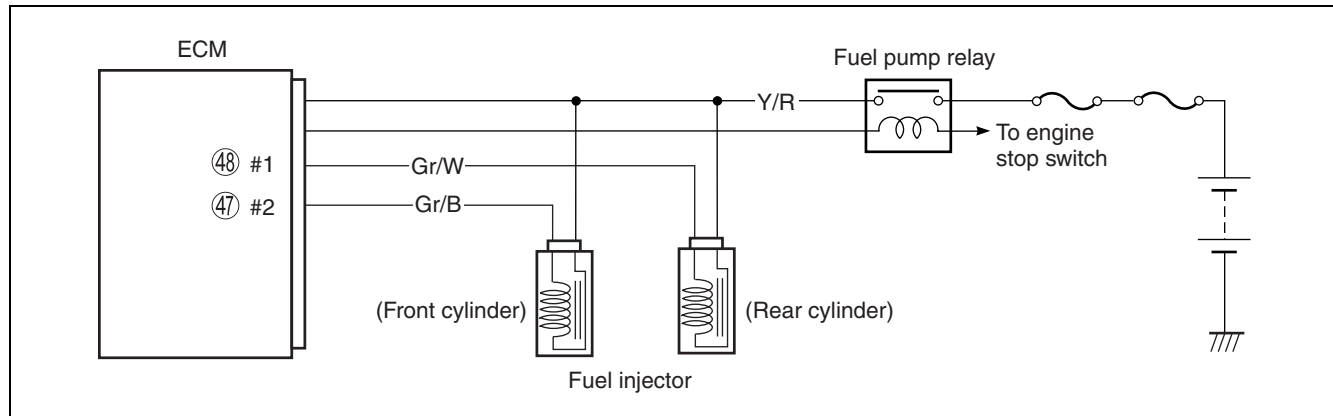 ECM
Fuel pump relay
Y/R
To engine
stop switch
㊽ #1
Gr/W
㊼ #2
Gr/B
(Front cylinder)
(Rear cylinder)
Fuel injector